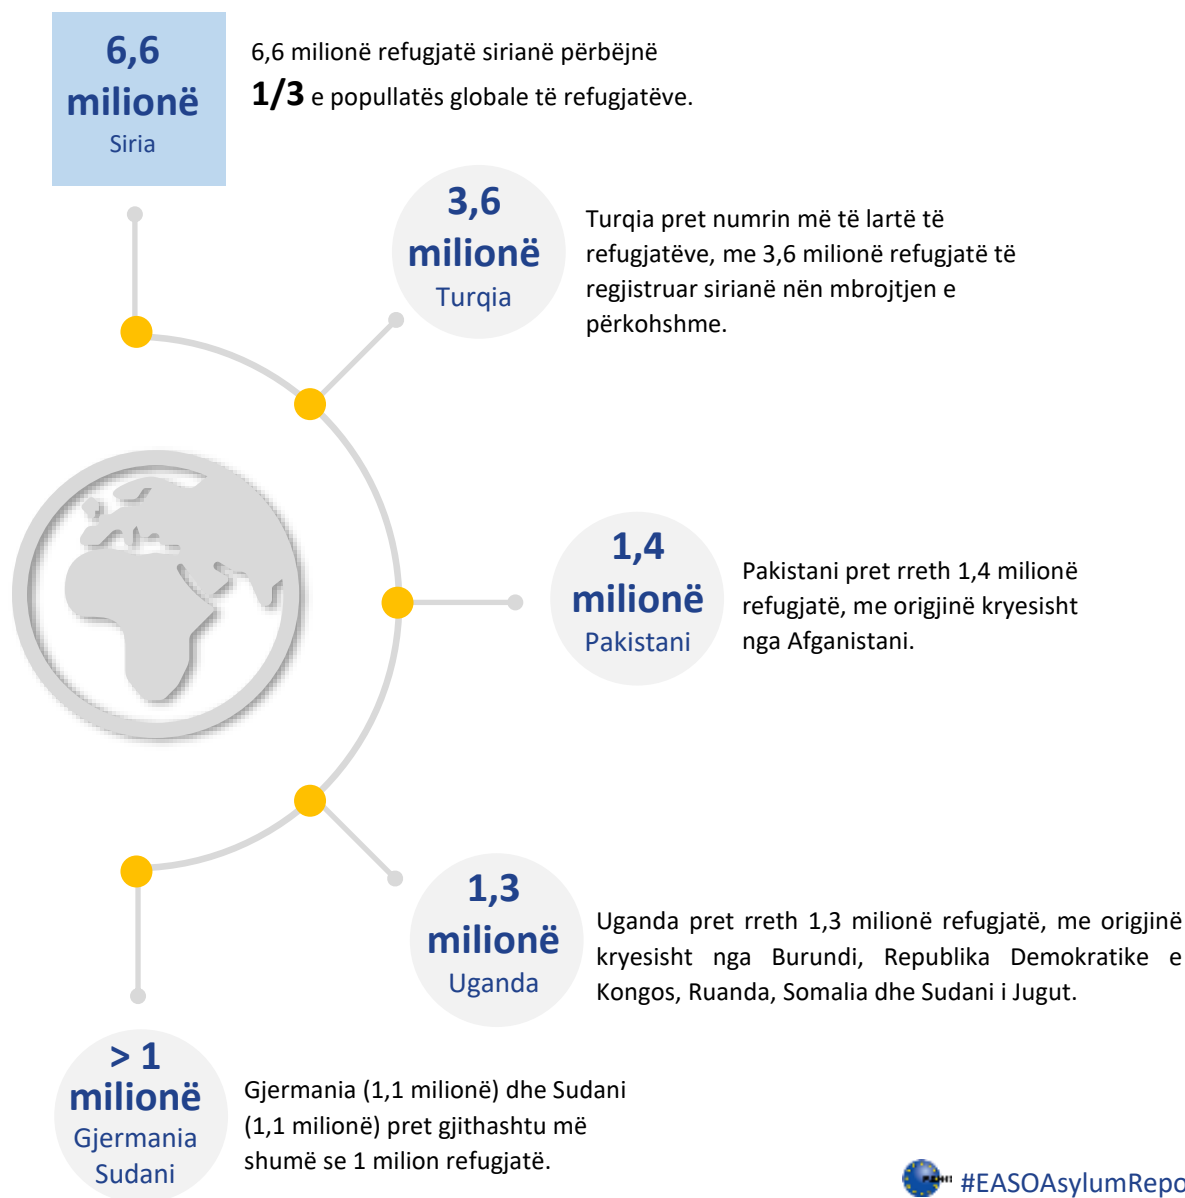 6,6
milionë
Siria
6,6 milionë refugjatë sirianë përbëjnë
1/3 e popullatës globale të refugjatëve.
3,6
milionë
Turqia
Turqia pret numrin më të lartë të
refugjatëve, me 3,6 milionë refugjatë të
regjistruar sirianë nën mbrojtjen e
përkohshme.
1,4
milionë
Pakistani
Pakistani pret rreth 1,4 milionë
refugjatë, me origjinë kryesisht
nga Afganistani.
1,3
milionë
Uganda
Uganda pret rreth 1,3 milionë refugjatë, me origjinë
kryesisht nga Burundi, Republika Demokratike e
Kongos, Ruanda, Somalia dhe Sudani i Jugut.
> 1
milionë
Gjermania
Sudani
Gjermania (1,1 milionë) dhe Sudani
(1,1 milionë) pret gjithashtu më
shumë se 1 milion refugjatë.
#EASOAsylumRepo